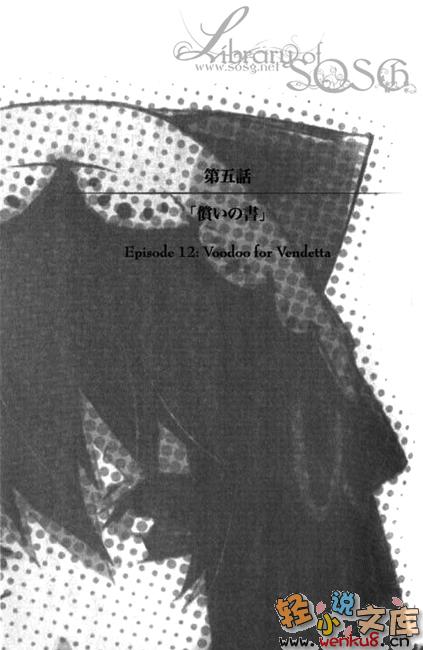 Library of
www.sosg.net
SOSG
第五話
「償いの書」
Episode 12: Voodoo for Vendetta
轻小说文库
www.wenku8.cn